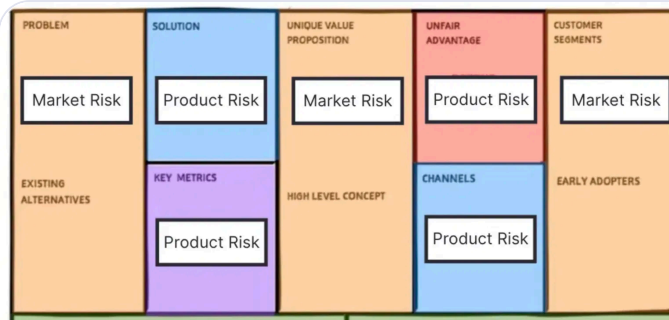 PROBLEM
Market Risk
EXISTING
ALTERNATIVES
SOLUTION
Product Risk
KEY METRICS
Product Risk
UNIQUE VALUE
PROPOSITION
Market Risk
HIGH LEVEL CONCEPT
UNFAIR
ADVANTAGE
Product Risk
CHANNELS
Product Risk
CUSTOMER
SEGMENTS
Market Risk
EARLY ADOPTERS